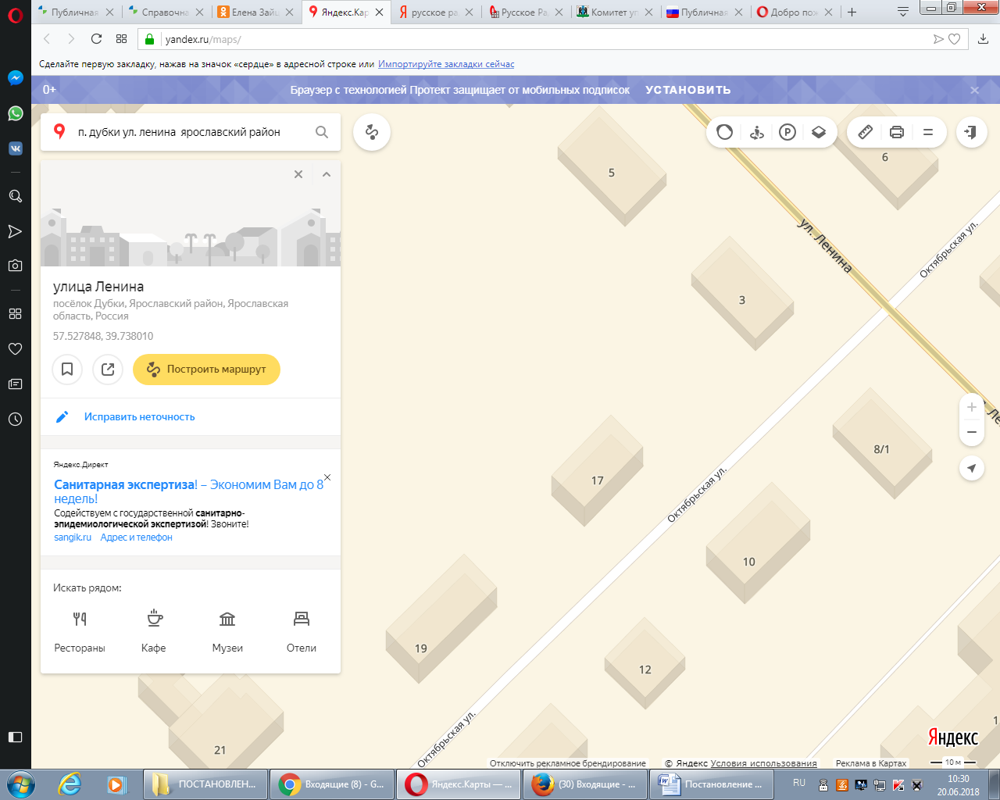 Публичная
Справочна
Елена Зайц
Яндекс.Кар
русское ра
Русское Ра
Комитет уп
Публичная
Добро пож
yandex.ru/maps/
Сделайте первую закладку, нажав на значок «сердце» в адресной строке или Импортируйте закладки сейчас
0+ Браузер с технологией Протект защищает от мобильных подписок УСТАНОВИТЬ
п. дубки ул. ленина ярославский район
улица Ленина
посёлок Дубки, Ярославский район, Ярославская
область, Россия
57.527848, 39.738010
Построить маршрут
Исправить неточность
Яндекс.Директ
Санитарная экспертиза! – Экономим Вам до 8
недель!
Содействуем с государственной санитарно-
эпидемиологической экспертизой! Звоните!
sangik.ru Адрес и телефон
Искать рядом:
Рестораны Кафе Музеи Отели
P
5
6
ул. Ленина
Октябрьская ул.
3
8/1
17
Октябрьская ул.
10
19
12
21
Октябрьская ул.
1
Яндекс
Отключить рекламное брендирование © Яндекс Условия использования Реклама в Картах 10 м
ПОСТАНОВЛЕН...
Входящие (8) - G...
Яндекс.Карты — ...
(30) Входящие - ...
Постановление ...
RU
10:30
20.06.2018